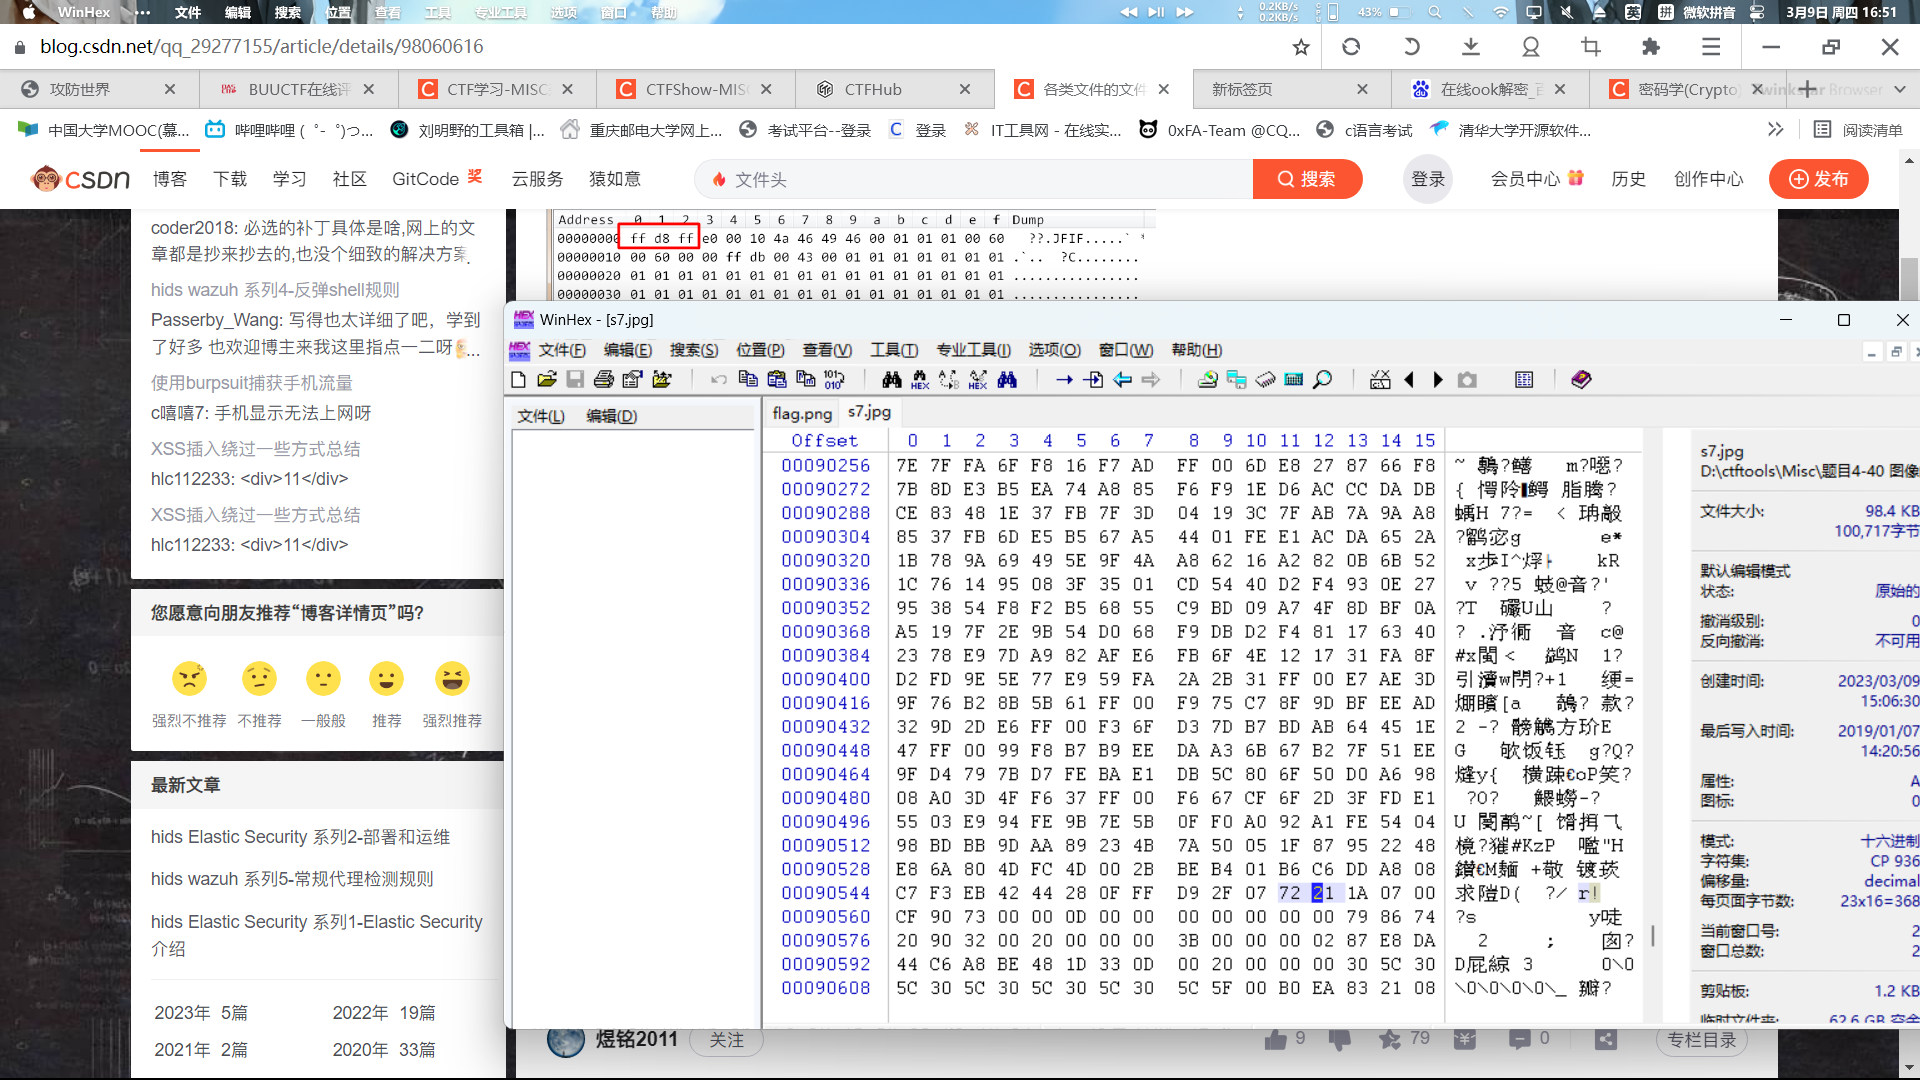 WinHex ••• 文件 编辑 搜索 位置 查看 工具 专业工具 选项 窗口 帮助 0.2KB/s 0.2KB/s 43% 英 拼 微软拼音 3月9日 周四 16:51
blog.csdn.net/qq_29277155/article/details/98060616
攻防世界 BUUCTF在线评 CTF学习-MISC CTFShow-MISC CTFHub 各类文件的文件 新标签页 在线ook解密_百 密码学(Crypto)
中国大学MOOC(慕... 哔哩哔哩 (゜-゜)つ... 刘明野的工具箱 |... 重庆邮电大学网上... 考试平台--登录 登录 IT工具网 - 在线实... 0xFA-Team @CQ... c语言考试 清华大学开源软件... 阅读清单
CSDN 博客 下载 学习 社区 GitCode 奖 云服务 猿如意 文件头 搜索 登录 会员中心 历史 创作中心 发布
coder2018: 必选的补丁具体是啥,网上的文
章都是抄来抄去的,也没个细致的解决方案.
hids wazuh 系列4-反弹shell规则
Passerby_Wang: 写得也太详细了吧，学到
了好多 也欢迎博主来我这里指点一二呀...
使用burpsuit捕获手机流量
c嘻嘻7: 手机显示无法上网呀
XSS插入绕过一些方式总结
hlc112233: <div>11</div>
XSS插入绕过一些方式总结
hlc112233: <div>11</div>
您愿意向朋友推荐“博客详情页”吗?
强烈不推荐 不推荐 一般般 推荐 强烈推荐
最新文章
hids Elastic Security 系列2-部署和运维
hids wazuh 系列5-常规代理检测规则
hids Elastic Security 系列1-Elastic Security
介绍
2023年 5篇 2022年 19篇
2021年 2篇 2020年 33篇
Address 0 1 2 3 4 5 6 7 8 9 a b c d e f Dump
00000000 ff d8 ff e0 00 10 4a 46 49 46 00 01 01 01 00 60 ??.JFIF.....`
00000010 00 60 00 00 ff db 00 43 00 01 01 01 01 01 01 01 .`.. ?C........
00000020 01 01 01 01 01 01 01 01 01 01 01 01 01 01 01 01 ................
00000030 01 01 01 01 01 01 01 01 01 01 01 01 01 01 01 01 ................
WinHex - [s7.jpg]
文件(F) 编辑(E) 搜索(S) 位置(P) 查看(V) 工具(T) 专业工具(I) 选项(O) 窗口(W) 帮助(H)
文件(L) 编辑(D)
flag.png s7.jpg
Offset 0 1 2 3 4 5 6 7 8 9 10 11 12 13 14 15
00090256 7E 7F FA 6F F8 16 F7 AD FF 00 6D E8 27 87 66 F8
00090272 7B 8D E3 B5 EA 74 A8 85 F6 F9 1E D6 AC CC DA DB
00090288 CE 83 48 1E 37 FB 7F 3D 04 19 3C 7F AB 7A 9A A8
00090304 85 37 FB 6D E5 B5 67 A5 44 01 FE E1 AC DA 65 2A
00090320 1B 78 9A 69 49 5E 9F 4A A8 62 16 A2 82 0B 6B 52
00090336 1C 76 14 95 08 3F 35 01 CD 54 40 D2 F4 93 0E 27
00090352 95 38 54 F8 F2 B5 68 55 C9 BD 09 A7 4F 8D BF 0A
00090368 A5 19 7F 2E 9B 54 D0 68 F9 DB D2 F4 81 17 63 40
00090384 23 78 E9 7D A9 82 AF E6 FB 6F 4E 12 17 31 FA 8F
00090400 D2 FD 9E 5E 77 E9 59 FA 2A 2B 31 FF 00 E7 AE 3D
00090416 9F 76 B2 8B 5B 61 FF 00 F9 75 C7 8F 9D BF EE AD
00090432 32 9D 2D E6 FF 00 F3 6F D3 7D B7 BD AB 64 45 1E
00090448 47 FF 00 99 F8 B7 B9 EE DA A3 6B 67 B2 7F 51 EE
00090464 9F D4 79 7B D7 FE BA E1 DB 5C 80 6F 50 D0 A6 98
00090480 08 A0 3D 4F F6 37 FF 00 F6 67 CF 6F 2D 3F FD E1
00090496 55 03 E9 94 FE 9B 7E 5B 0F F0 A0 92 A1 FE 54 04
00090512 98 BD BB 9D AA 89 23 4B 7A 50 05 1F 87 95 22 48
00090528 E8 6A 80 4D FC 4D 00 2B BE B4 01 B6 C6 DD A8 08
00090544 C7 F3 EB 42 44 28 0F FF D9 2F 07 72 21 1A 07 00
00090560 CF 90 73 00 00 0D 00 00 00 00 00 00 00 79 86 74
00090576 20 90 32 00 20 00 00 00 3B 00 00 00 02 87 E8 DA
00090592 44 C6 A8 BE 48 1D 33 0D 00 20 00 00 00 30 5C 30
00090608 5C 30 5C 30 5C 30 5C 30 5C 5F 00 B0 EA 83 21 08
s7.jpg
D:\ctftools\Misc\题目4-40 图像
文件大小: 98.4 KB
100,717字节
默认编辑模式
状态: 原始的
撤消级别: 0
反向撤消: 不可用
创建时间: 2023/03/09
15:06:30
最后写入时间: 2019/01/07
14:20:56
属性: A
图标: 0
模式: 十六进制
字符集: CP 936
偏移量: decimal
每页面字节数: 23x16=368
当前窗口号: 2
窗口总数: 2
剪贴板: 1.2 KB
临时文件夹: 62.6 GB 空余
煜铭2011 关注 9 79 0 专栏目录